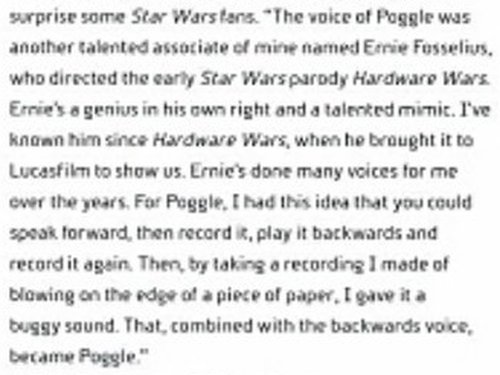 surprise some Star Wars fans. "The voice of Poggle was
another talented associate of mine named Ernie Fosselius,
who directed the early Star Wars parody Hardware Wars.
Ernie's a genius in his own right and a talented mimic. I've
known him since Hardware Wars, when he brought it to
Lucasfilm to show us. Ernie's done many voices for me
over the years. For Poggle, I had this idea that you could
speak forward, then record it, play it backwards and
record it again. Then, by taking a recording I made of
blowing on the edge of a piece of paper, I gave it a
buggy sound. That, combined with the backwards voice,
became Poggle."